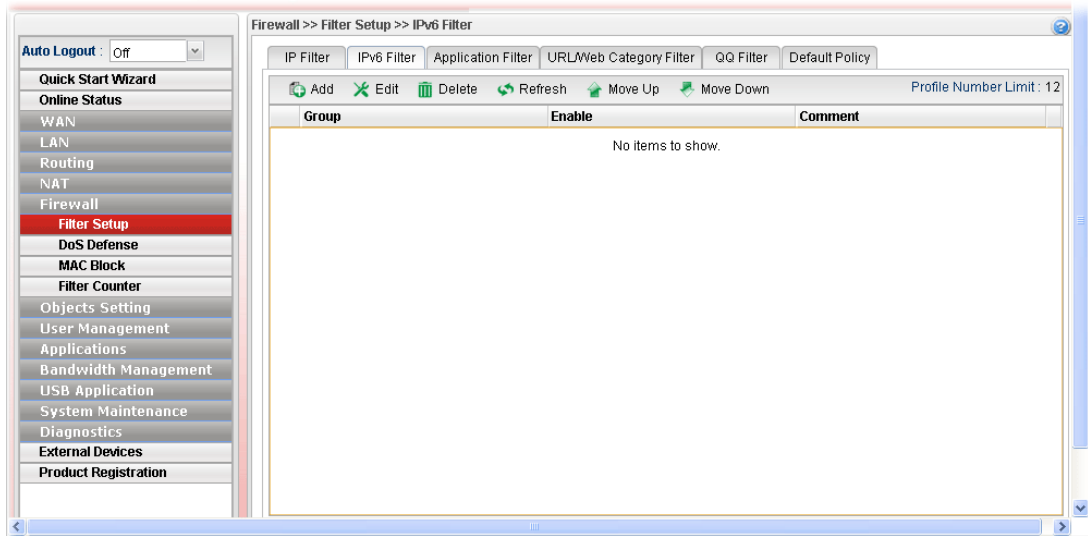 Firewall >> Filter Setup >> IPv6 Filter
Auto Logout : Off
Quick Start Wizard
Online Status
WAN
LAN
Routing
NAT
Firewall
Filter Setup
DoS Defense
MAC Block
Filter Counter
Objects Setting
User Management
Applications
Bandwidth Management
USB Application
System Maintenance
Diagnostics
External Devices
Product Registration
IP Filter IPv6 Filter Application Filter URL/Web Category Filter QQ Filter Default Policy
Add Edit Delete Refresh Move Up Move Down Profile Number Limit : 12
Group Enable Comment
No items to show.